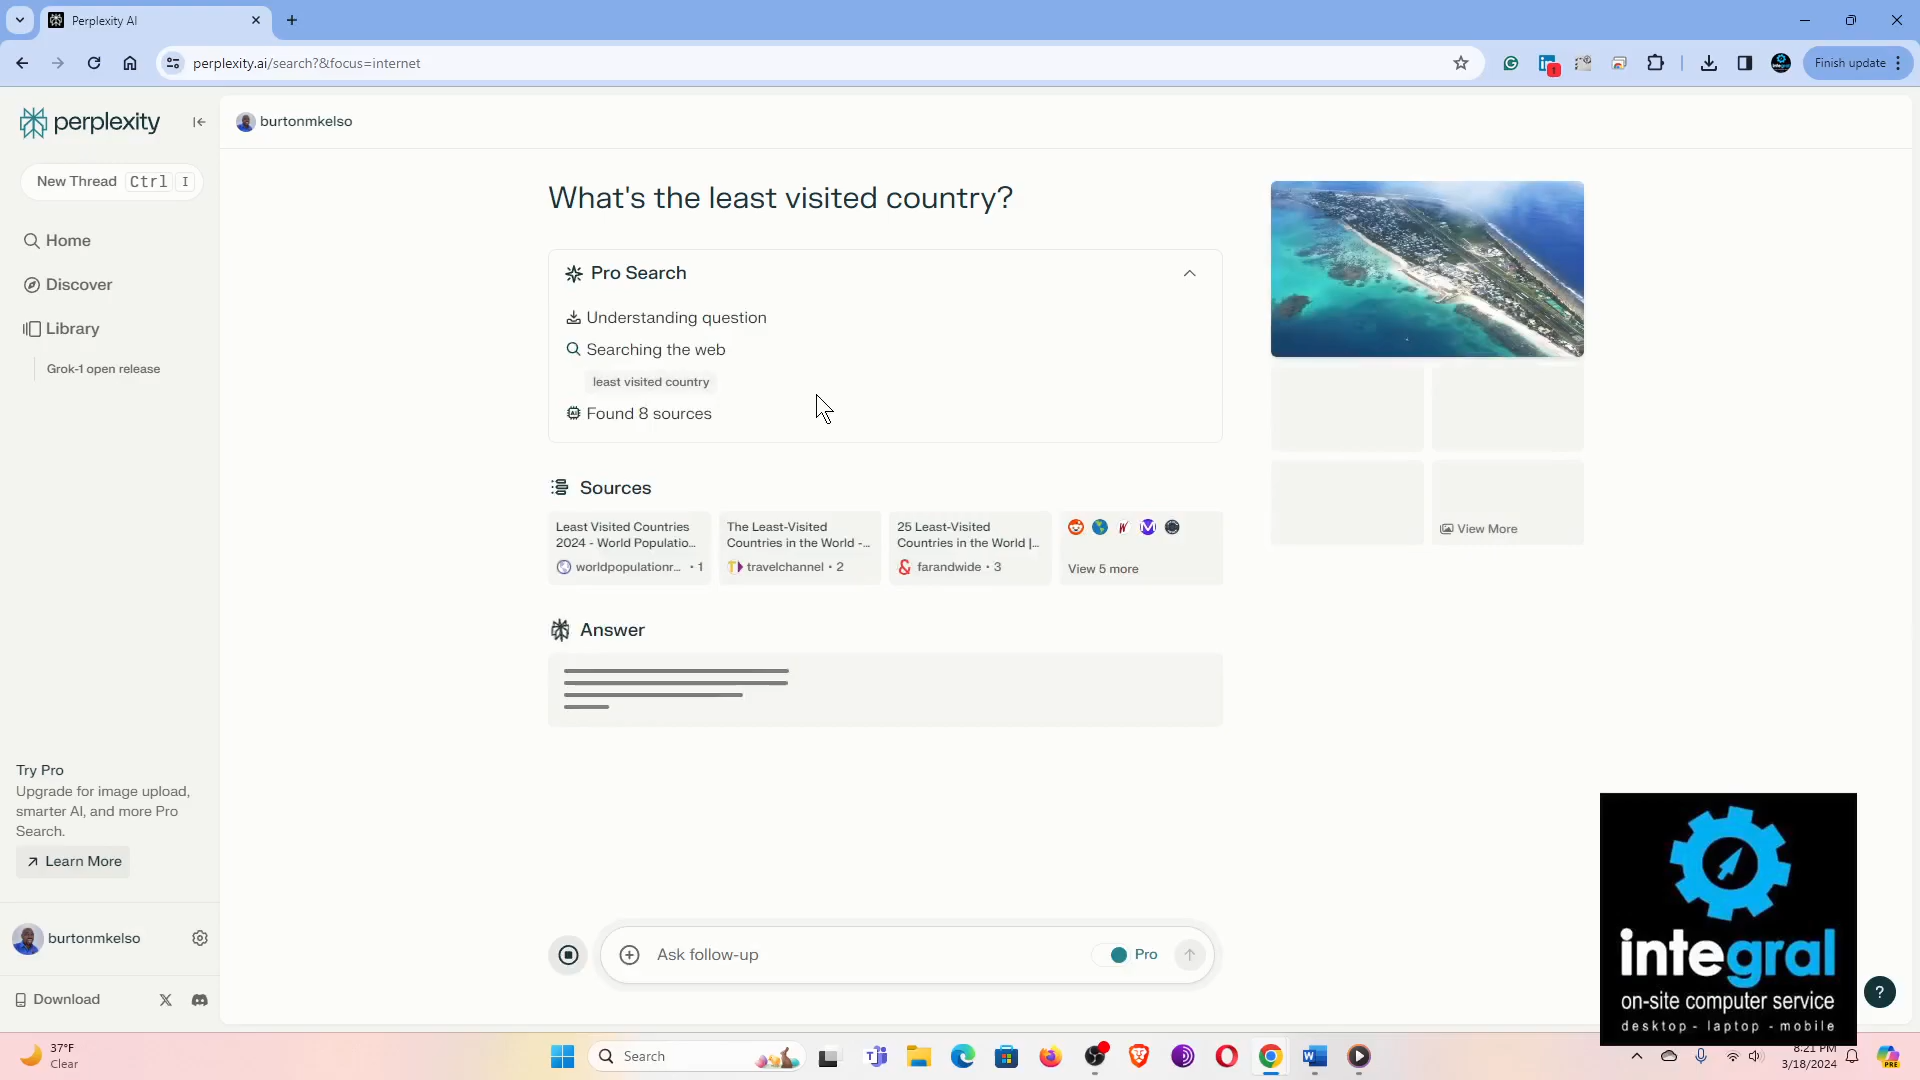 Perplexity AI
perplexity.ai/search?&focus=internet
1
Finish update
perplexity
burtonmkelso
New Thread Ctrl I
Home
Discover
Library
Grok-1 open release
What's the least visited country?
Pro Search
Understanding question
Searching the web
least visited country
Found 8 sources
Sources
Least Visited Countries
2024 - World Populatio...
worldpopulationr... • 1
The Least-Visited
Countries in the World -...
travelchannel • 2
25 Least-Visited
Countries in the World |...
farandwide • 3
View 5 more
View More
Answer
Try Pro
Upgrade for image upload,
smarter AI, and more Pro
Search.
Learn More
burtonmkelso
Download
Ask follow-up
Pro
integral
on-site computer service
desktop - laptop - mobile
?
37°F
Clear
Search
8:21 PM
3/18/2024
PRE